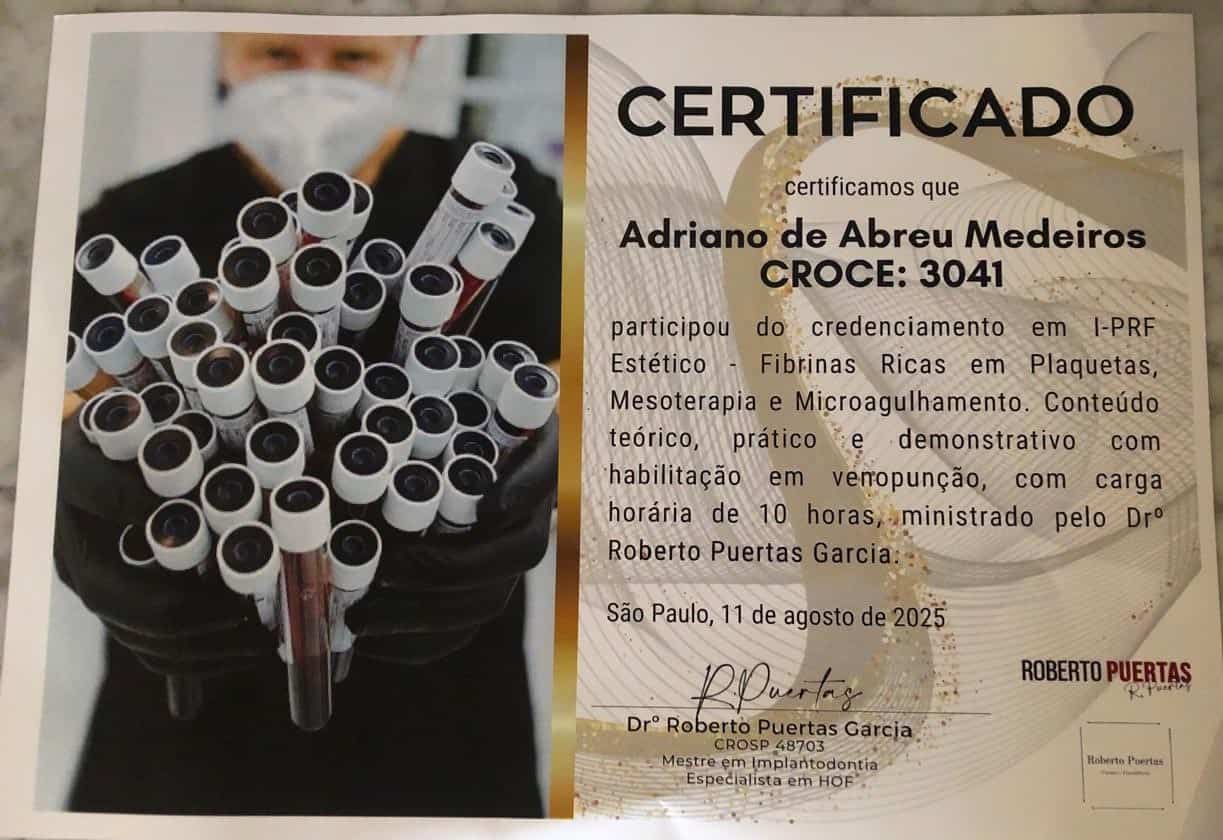 CERTIFICADO
certificamos que
Adriano de Abreu Medeiros
CROCE: 3041
participou do credenciamento em I-PRF
Estético - Fibrinas Ricas em Plaquetas,
Mesoterapia e Microagulhamento. Conteúdo
teórico, prático e demonstrativo com
habilitação em venopunção, com carga
horária de 10 horas, ministrado pelo Drº
Roberto Puertas Garcia.
São Paulo, 11 de agosto de 2025
R.Puertas
Drº Roberto Puertas Garcia
CROSP 48703
Mestre em Implantodontia
Especialista em HOF
ROBERTO PUERTAS
R.Puertas
Roberto Puertas